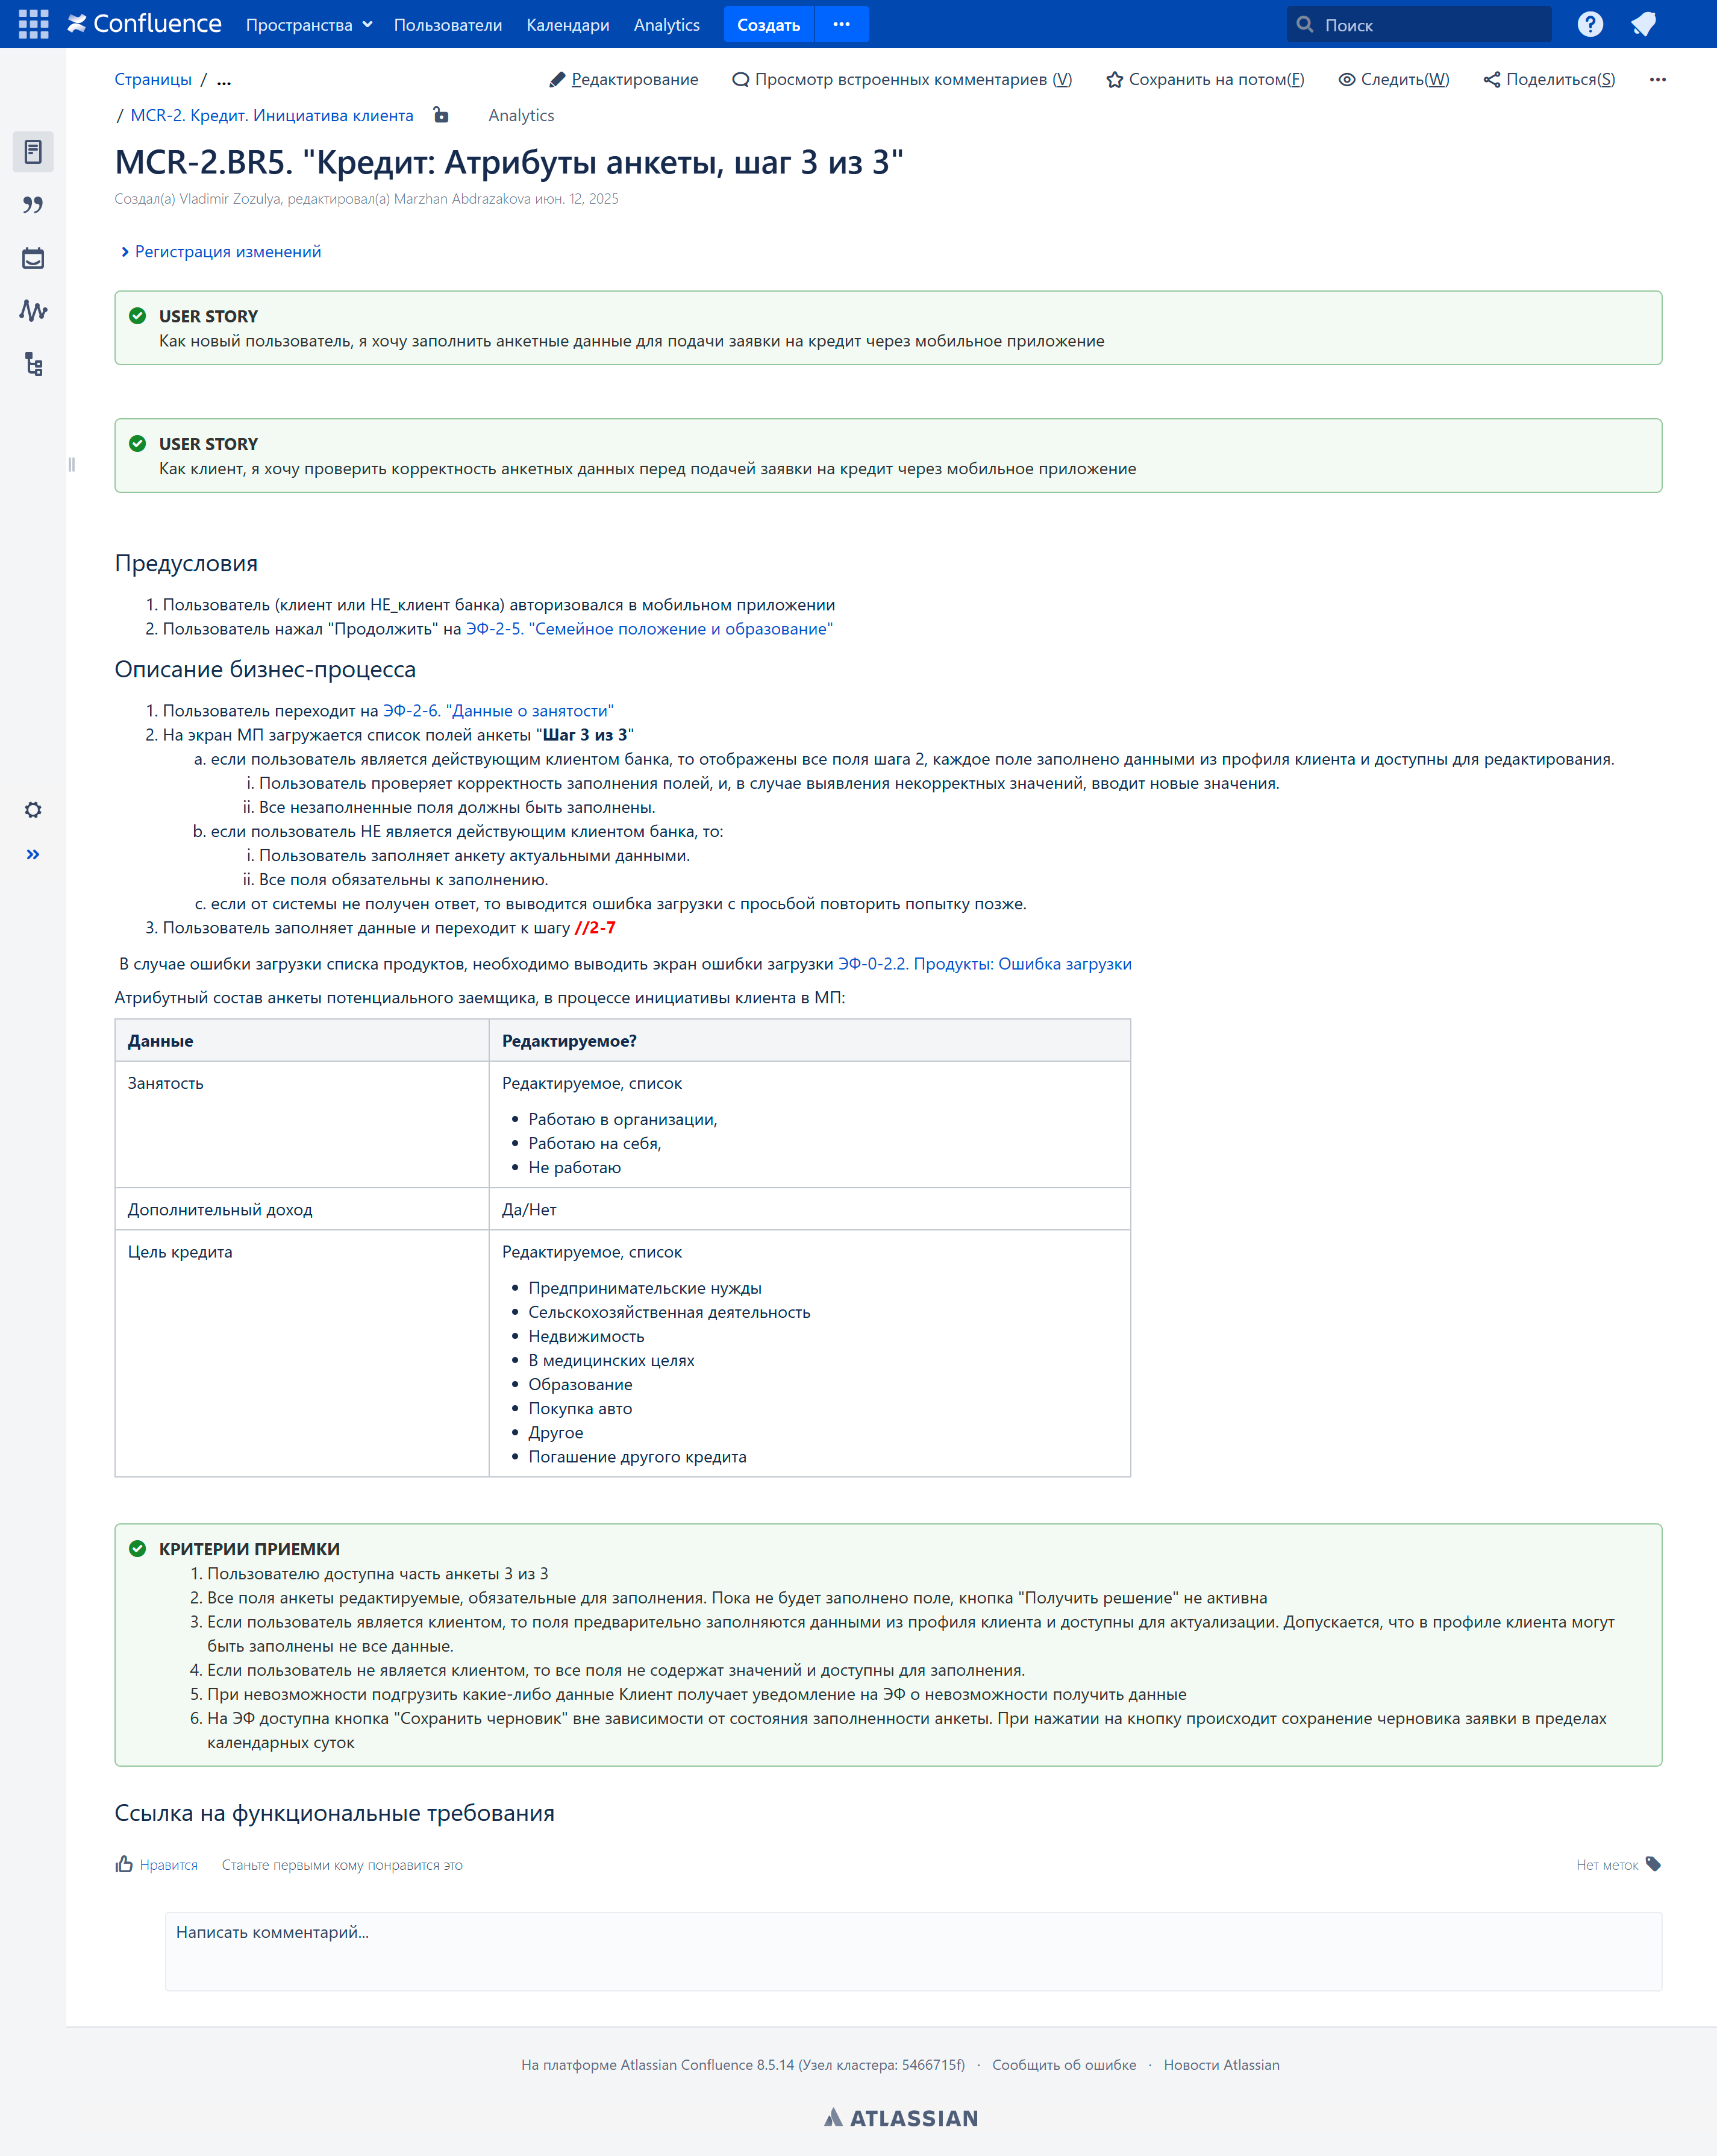 Confluence Пространства Пользователи Календари Analytics Создать ••• Поиск
Страницы / ... Редактирование Просмотр встроенных комментариев (V) Сохранить на потом(F) Следить(W) Поделиться(S) •••
/ MCR-2. Кредит. Инициатива клиента Analytics
MCR-2.BR5. "Кредит: Атрибуты анкеты, шаг 3 из 3"
Создал(а) Vladimir Zozulya, редактировал(а) Marzhan Abdrazakova июн. 12, 2025
Регистрация изменений
USER STORY
Как новый пользователь, я хочу заполнить анкетные данные для подачи заявки на кредит через мобильное приложение
USER STORY
Как клиент, я хочу проверить корректность анкетных данных перед подачей заявки на кредит через мобильное приложение
Предусловия
1. Пользователь (клиент или НЕ_клиент банка) авторизовался в мобильном приложении
2. Пользователь нажал "Продолжить" на ЭФ-2-5. "Семейное положение и образование"
Описание бизнес-процесса
1. Пользователь переходит на ЭФ-2-6. "Данные о занятости"
2. На экран МП загружается список полей анкеты "Шаг 3 из 3"
a. если пользователь является действующим клиентом банка, то отображены все поля шага 2, каждое поле заполнено данными из профиля клиента и доступны для редактирования.
i. Пользователь проверяет корректность заполнения полей, и, в случае выявления некорректных значений, вводит новые значения.
ii. Все незаполненные поля должны быть заполнены.
b. если пользователь НЕ является действующим клиентом банка, то:
i. Пользователь заполняет анкету актуальными данными.
ii. Все поля обязательны к заполнению.
c. если от системы не получен ответ, то выводится ошибка загрузки с просьбой повторить попытку позже.
3. Пользователь заполняет данные и переходит к шагу //2-7
В случае ошибки загрузки списка продуктов, необходимо выводить экран ошибки загрузки ЭФ-0-2.2. Продукты: Ошибка загрузки
Атрибутный состав анкеты потенциального заемщика, в процессе инициативы клиента в МП:
Данные Редактируемое?
Занятость Редактируемое, список
• Работаю в организации,
• Работаю на себя,
• Не работаю
Дополнительный доход Да/Нет
Цель кредита Редактируемое, список
• Предпринимательские нужды
• Сельскохозяйственная деятельность
• Недвижимость
• В медицинских целях
• Образование
• Покупка авто
• Другое
• Погашение другого кредита
КРИТЕРИИ ПРИЕМКИ
1. Пользователю доступна часть анкеты 3 из 3
2. Все поля анкеты редактируемые, обязательные для заполнения. Пока не будет заполнено поле, кнопка "Получить решение" не активна
3. Если пользователь является клиентом, то поля предварительно заполняются данными из профиля клиента и доступны для актуализации. Допускается, что в профиле клиента могут
быть заполнены не все данные.
4. Если пользователь не является клиентом, то все поля не содержат значений и доступны для заполнения.
5. При невозможности подгрузить какие-либо данные Клиент получает уведомление на ЭФ о невозможности получить данные
6. На ЭФ доступна кнопка "Сохранить черновик" вне зависимости от состояния заполненности анкеты. При нажатии на кнопку происходит сохранение черновика заявки в пределах
календарных суток
Ссылка на функциональные требования
Нравится Станьте первыми кому понравится это Нет меток
Написать комментарий...
На платформе Atlassian Confluence 8.5.14 (Узел кластера: 5466715f) · Сообщить об ошибке · Новости Atlassian
ATLASSIAN